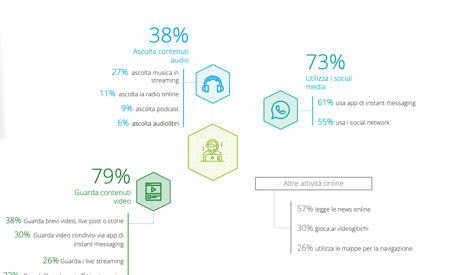 38%
Ascolta contenuti
audio
27% ascolta musica in
streaming
11% ascolta la radio online
9% ascolta podcast
6% ascolta audiolibri
73%
Utilizza i social
media
61% usa app di instant messaging
55% usa i social network
79%
Guarda contenuti
video
38% Guarda brevi video, live post o storie
30% Guarda video condivisi via app di
instant messaging
26% Guarda i live streaming
Altre attività online
57% legge le news online
30% gioca ai videogiochi
26% utilizza le mappe per la navigazione